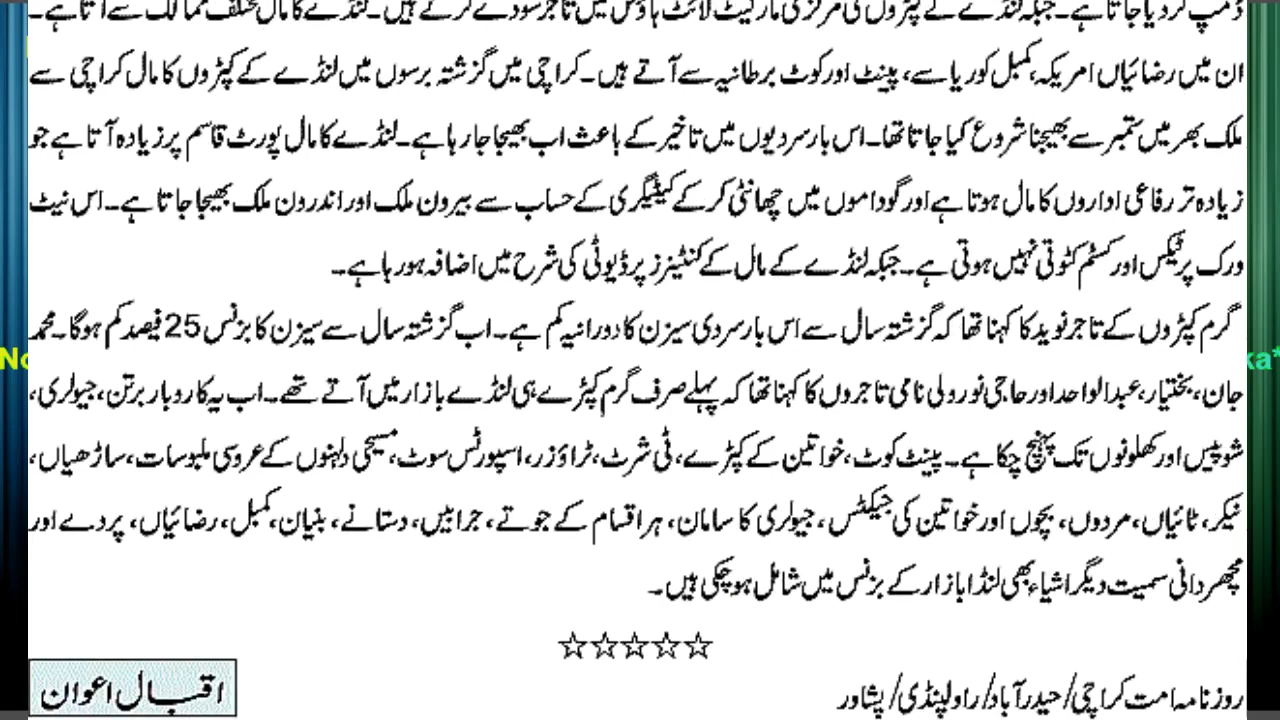 ڈمپ کردیا جاتا ہے۔ جبکہ لنڈے کے کپڑوں کی مرکزی مارکیٹ لائٹ ہاؤس میں تاجر سودے کرتے ہیں۔ لنڈے کا مال مختلف ممالک سے آتا ہے۔
ان میں رضائیاں امریکہ، کمبل کوریا سے، پینٹ اور کوٹ برطانیہ سے آتے ہیں۔ کراچی میں گزشتہ برسوں میں لنڈے کے کپڑوں کا مال کراچی سے
ملک بھر میں ستمبر سے بھیجنا شروع کیا جاتا تھا۔ اس بار سردیوں میں تاخیر کے باعث اب بھیجا جا رہا ہے۔ لنڈے کا مال پورٹ قاسم پر زیادہ آتا ہے جو
زیادہ تر رفاعی اداروں کا مال ہوتا ہے اور گوداموں میں چھانٹی کر کے کیٹیگری کے حساب سے بیرون ملک اور اندرون ملک بھیجا جاتا ہے۔ اس نیٹ
ورک پر ٹیکس اور کسٹم کٹوتی نہیں ہوتی ہے۔ جبکہ لنڈے کے مال کے کنٹینرز پر ڈیوٹی کی شرح میں اضافہ ہو رہا ہے۔
گرم کپڑوں کے تاجر نوید کا کہنا تھا کہ گزشتہ سال سے اس بار سردی سیزن کا دورانیہ کم ہے۔ اب گزشتہ سال سے سیزن کا بزنس 25 فیصد کم ہوگا۔ محمد
No
ka*
جان، بختیار، عبدالواحد اور حاجی نور ولی نامی تاجروں کا کہنا تھا کہ پہلے صرف گرم کپڑے ہی لنڈے بازار میں آتے تھے۔ اب یہ کاروبار برتن، جیولری،
شوپیس اور کھلونوں تک پہنچ چکا ہے۔ پینٹ کوٹ، خواتین کے کپڑے، ٹی شرٹ، ٹراؤزر، اسپورٹس سوٹ، مسیحی دلہنوں کے عروسی ملبوسات، ساڑھیاں،
نیکر، ٹائیاں، مردوں، بچوں اور خواتین کی جیکٹس، جیولری کا سامان، ہر اقسام کے جوتے، جرابیں، دستانے، بنیان، کمبل، رضائیاں، پردے اور
مچھر دانی سمیت دیگر اشیاء بھی لنڈا بازار کے بزنس میں شامل ہو چکی ہیں۔
☆☆☆☆☆
روزنامہ امت کراچی/حیدرآباد/راولپنڈی/پشاور
اقبال اعوان